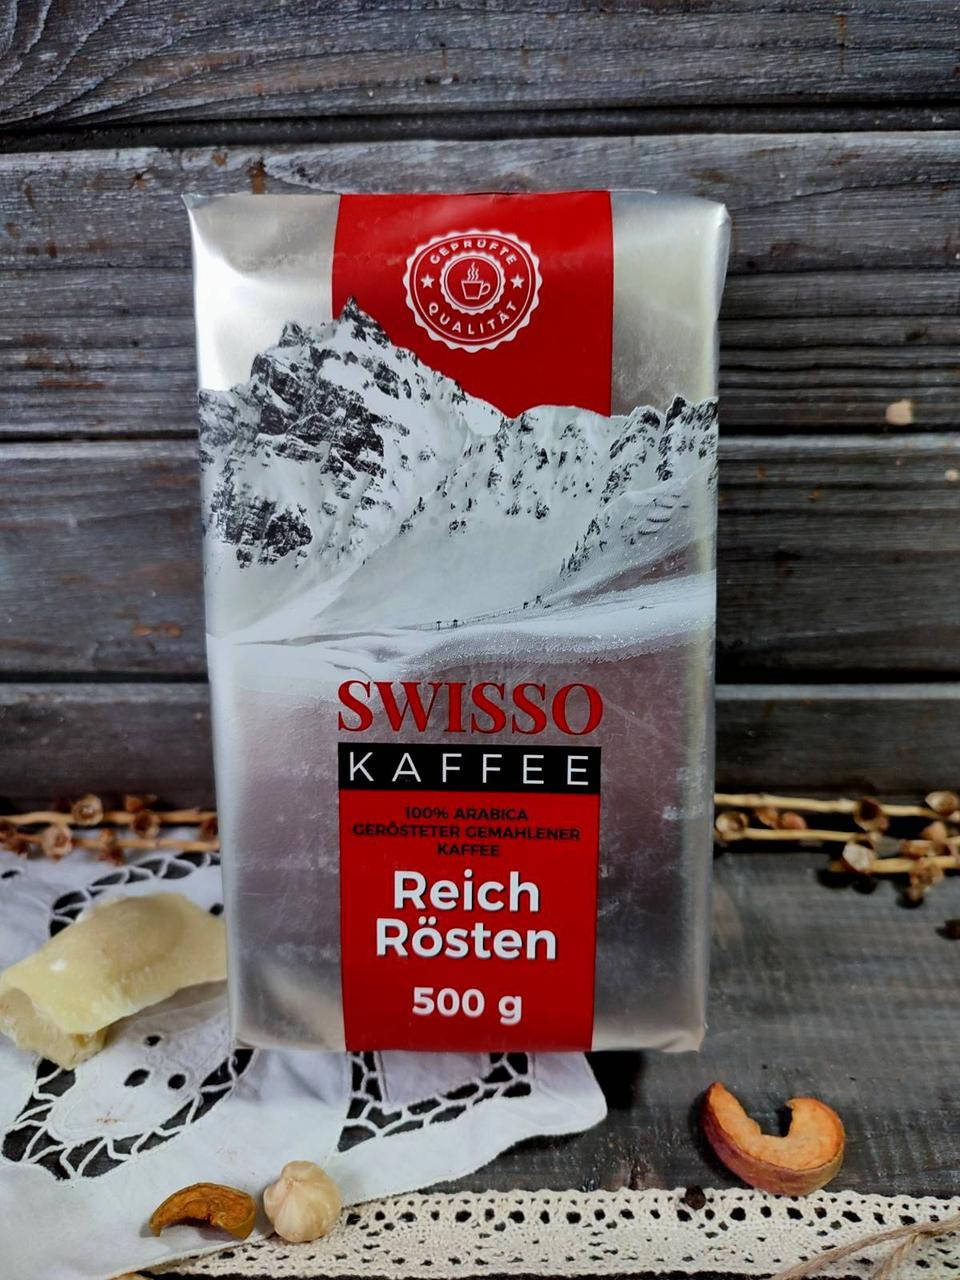 GEPRÜFTE
QUALITÄT
SWISSO
KAFFEE
100% ARABICA
GERÖSTETER GEMAHLENER
KAFFEE
Reich
Rösten
500 g